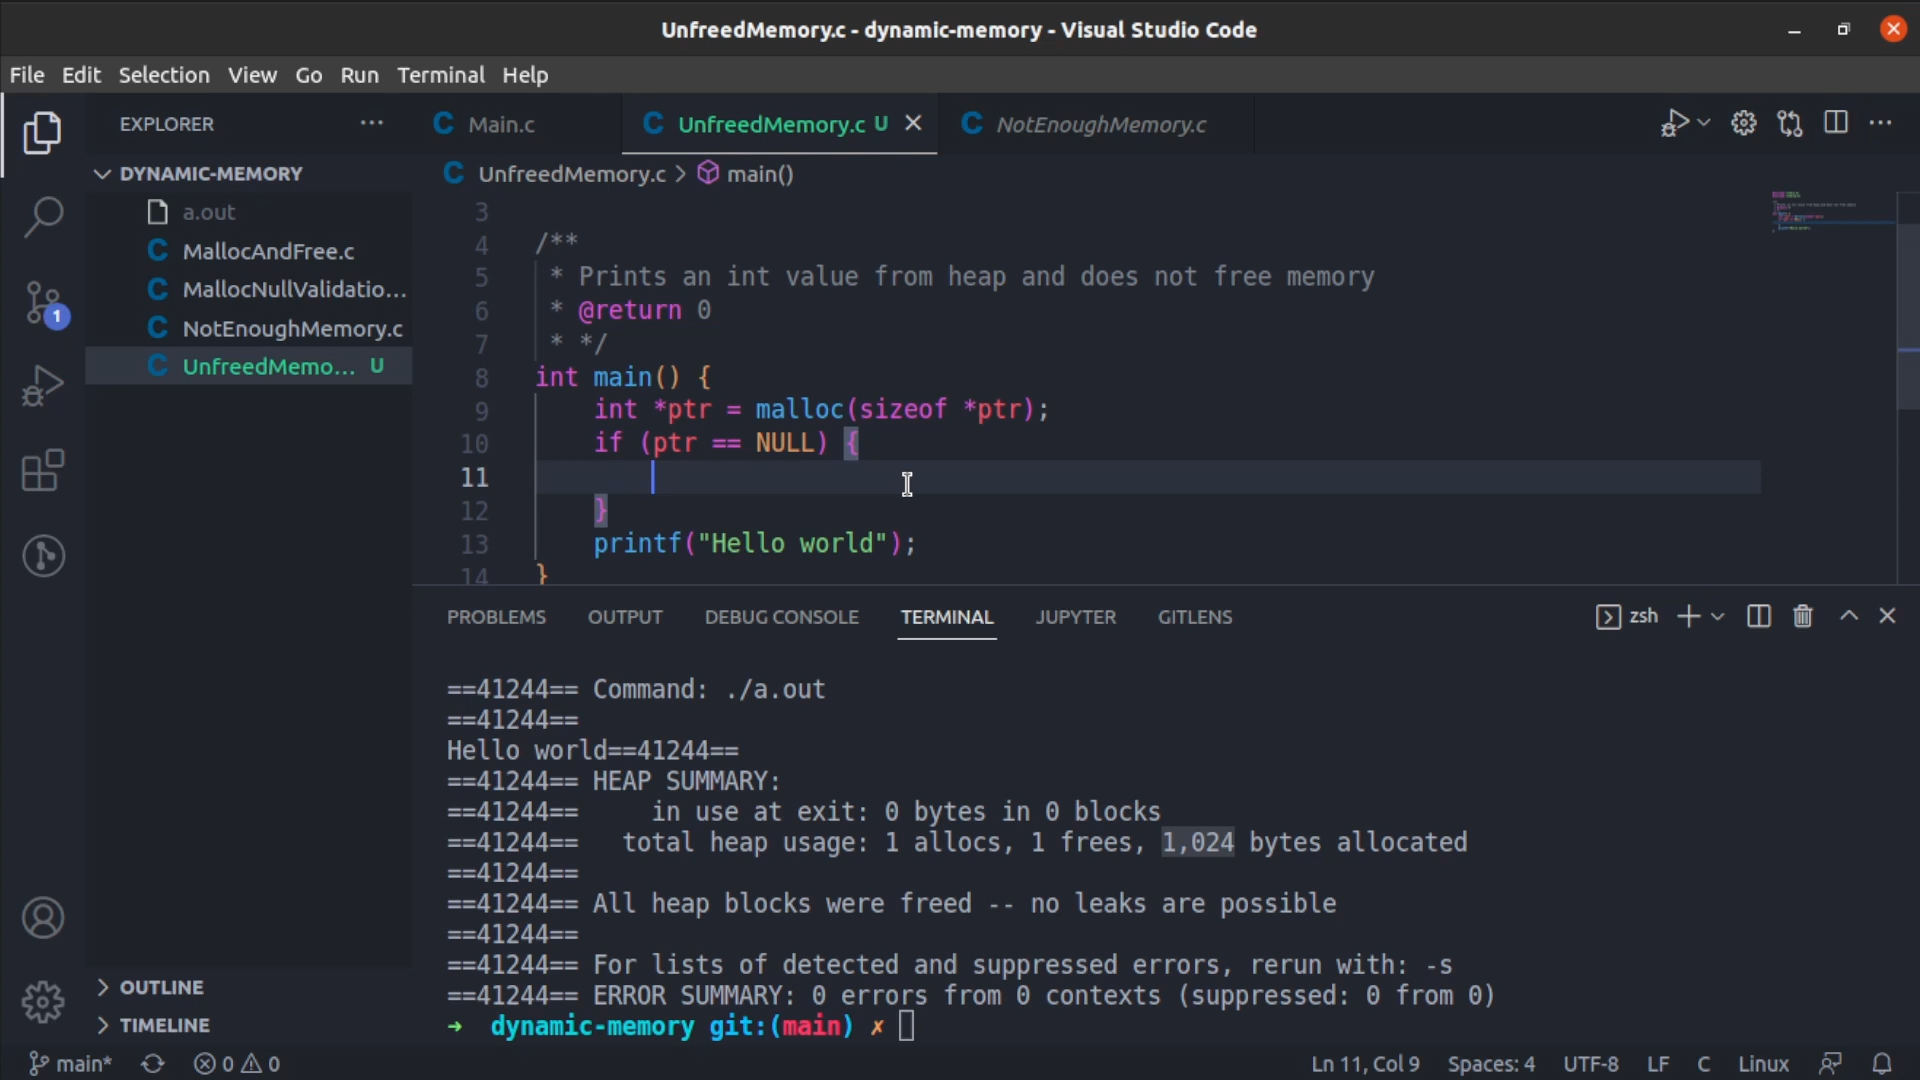 UnfreedMemory.c - dynamic-memory - Visual Studio Code
File Edit Selection View Go Run Terminal Help
EXPLORER
DYNAMIC-MEMORY
a.out
C MallocAndFree.c
C MallocNullValidatio...
C NotEnoughMemory.c
C UnfreedMemo... U
1
OUTLINE
TIMELINE
C Main.c
C UnfreedMemory.c U
C NotEnoughMemory.c
C UnfreedMemory.c > main()
3
4 /**
5 * Prints an int value from heap and does not free memory
6 * @return 0
7 * */
8 int main() {
9 int *ptr = malloc(sizeof *ptr);
10 if (ptr == NULL) {
11
12 }
13 printf("Hello world");
14 }
PROBLEMS OUTPUT DEBUG CONSOLE TERMINAL JUPYTER GITLENS
zsh
==41244== Command: ./a.out
==41244==
Hello world==41244==
==41244== HEAP SUMMARY:
==41244== in use at exit: 0 bytes in 0 blocks
==41244== total heap usage: 1 allocs, 1 frees, 1,024 bytes allocated
==41244==
==41244== All heap blocks were freed -- no leaks are possible
==41244==
==41244== For lists of detected and suppressed errors, rerun with: -s
==41244== ERROR SUMMARY: 0 errors from 0 contexts (suppressed: 0 from 0)
➜ dynamic-memory git:(main) ✗
main* 0 0 Ln 11, Col 9 Spaces: 4 UTF-8 LF C Linux